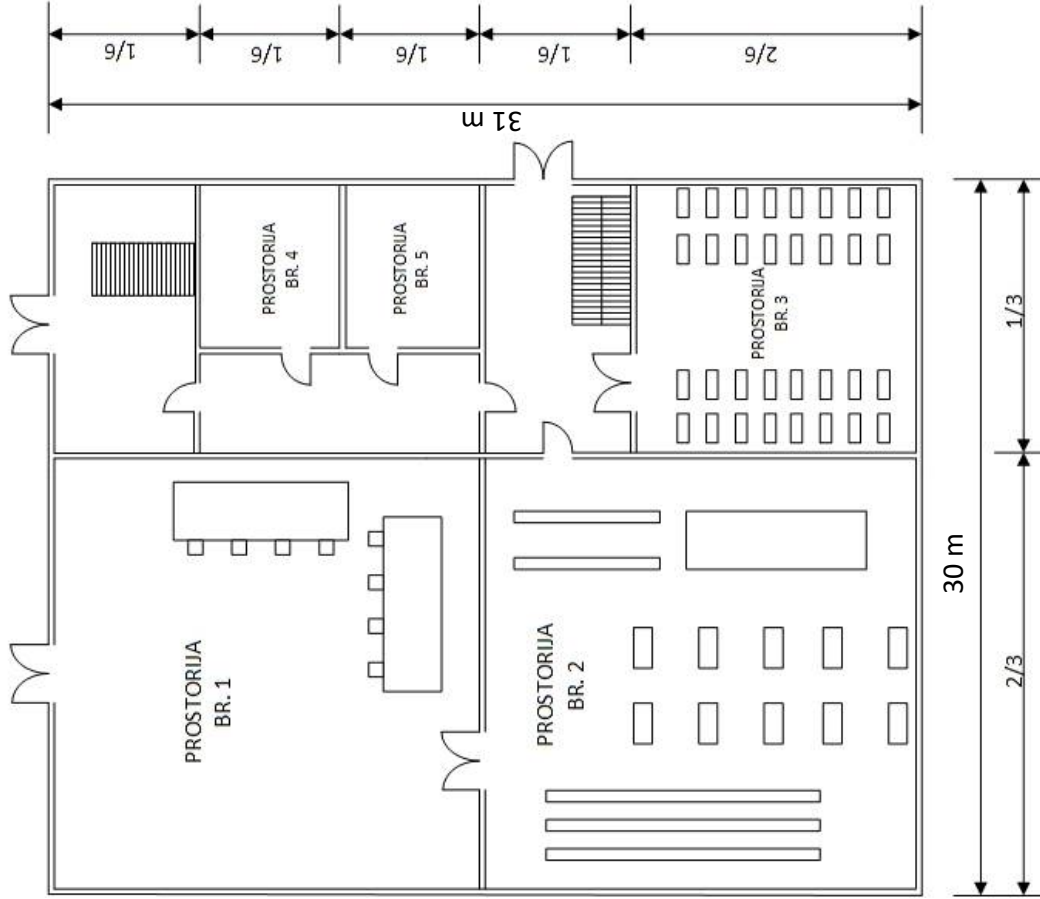 1/6
1/6
1/6
1/6
2/6
31 m
PROSTORIJA
BR. 4
PROSTORIJA
BR. 5
PROSTORIJA
BR. 3
PROSTORIJA
BR. 1
PROSTORIJA
BR. 2
1/3
30 m
2/3